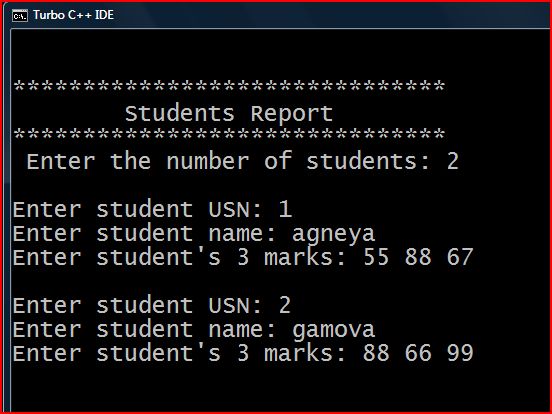 Turbo C++ IDE
*******************************
Students Report
*******************************
Enter the number of students: 2
Enter student USN: 1
Enter student name: agneya
Enter student's 3 marks: 55 88 67
Enter student USN: 2
Enter student name: gamova
Enter student's 3 marks: 88 66 99